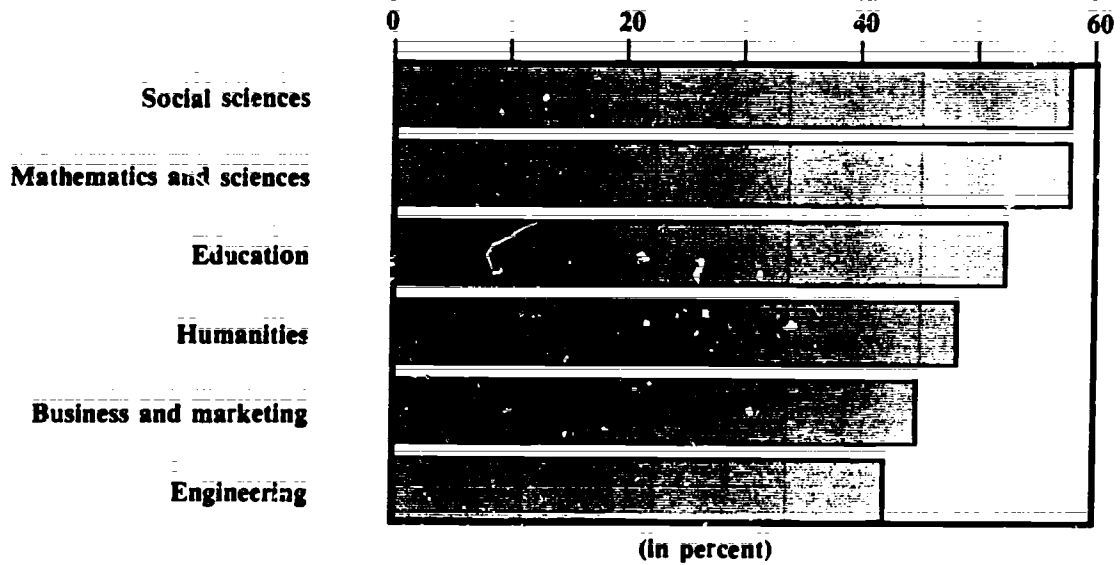 0 20 40 60
Social sciences
Mathematics and sciences
Education
Humanities
Business and marketing
Engineering
(in percent)